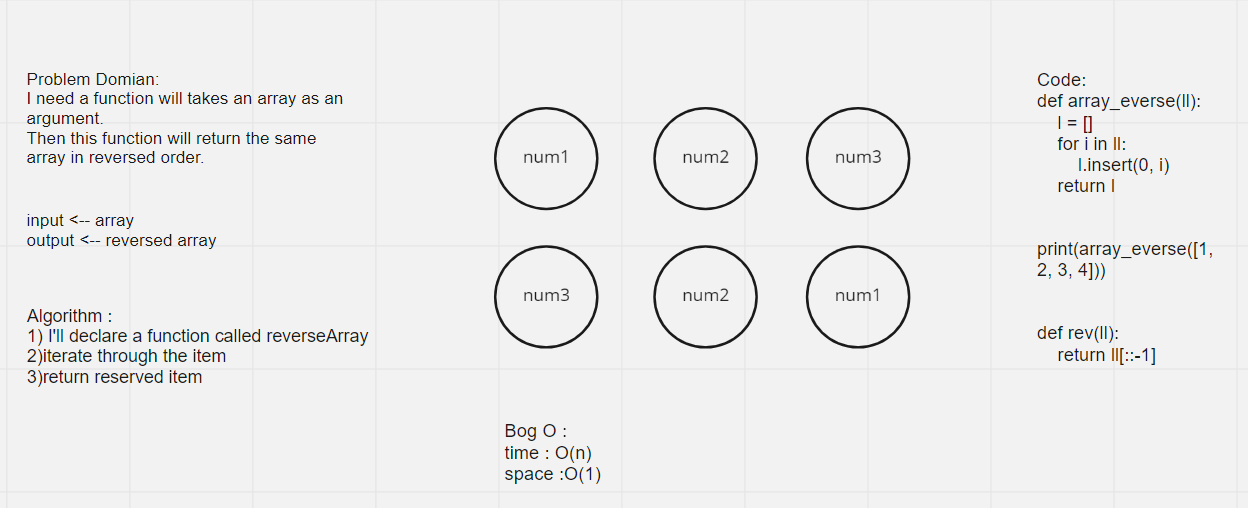 Problem Domian:
I need a function will takes an array as an
argument.
Then this function will return the same
array in reversed order.
input <-- array
output <-- reversed array
Algorithm :
1) I'll declare a function called reverseArray
2)iterate through the item
3)return reserved item
num1 num2 num3
num3 num2 num1
Bog O :
time : O(n)
space :O(1)
Code:
def array_everse(ll):
    l = []
    for i in ll:
        l.insert(0, i)
    return l
print(array_everse([1,
2, 3, 4]))
def rev(ll):
    return ll[::-1]